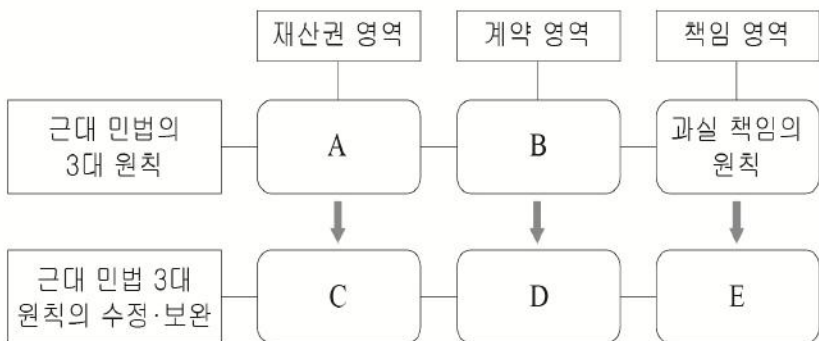 재산권 영역
계약 영역
책임 영역
근대 민법의
3대 원칙
A
B
과실 책임의
원칙
근대 민법 3대
원칙의 수정·보완
C
D
E